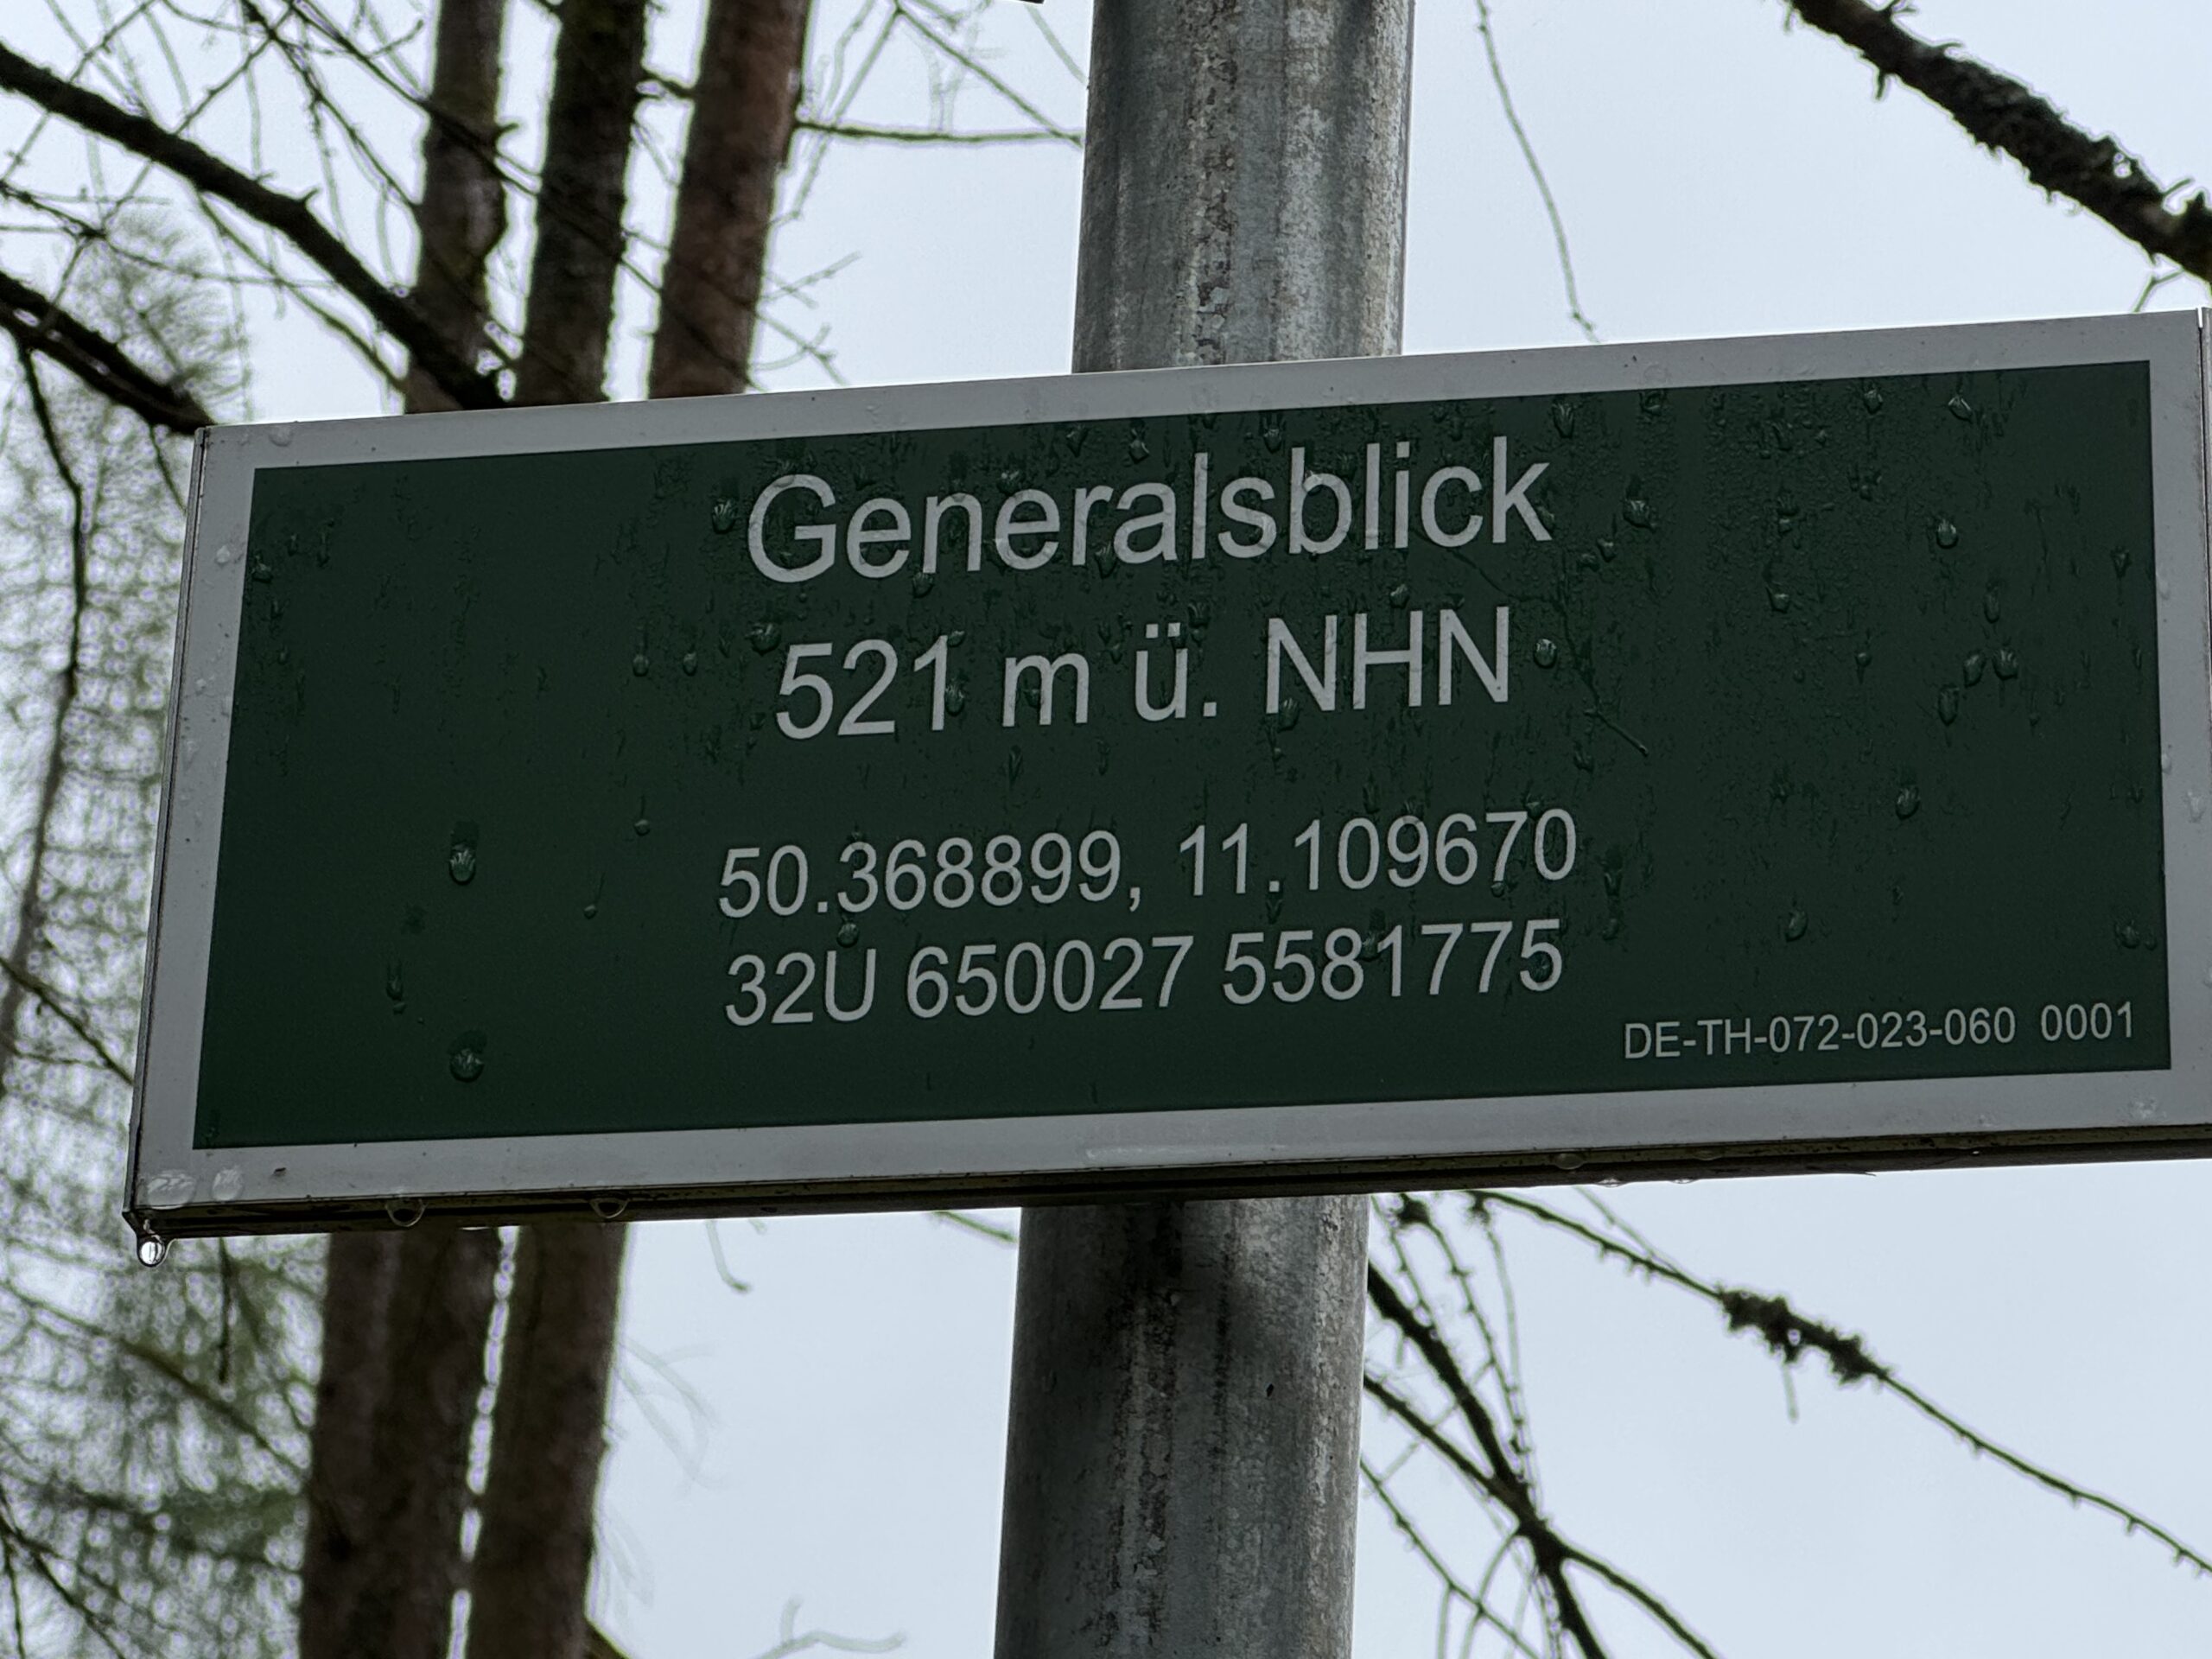 Generalsblick
521 m ü. NHN
50.368899, 11.109670
32U 650027 5581775
DE-TH-072-023-060 0001